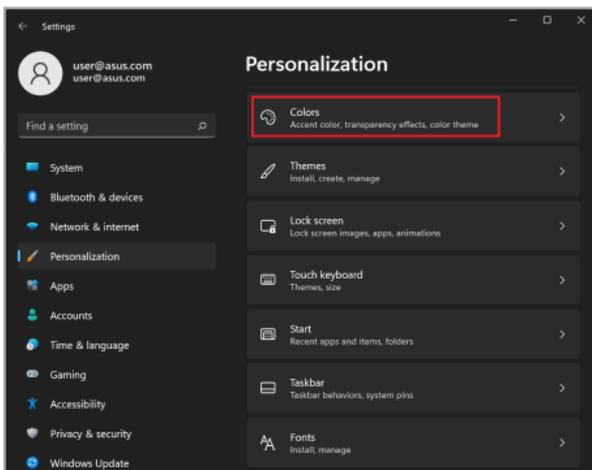 Settings
user@asus.com
user@asus.com
Find a setting
System
Bluetooth & devices
Network & internet
Personalization
Apps
Accounts
Time & language
Gaming
Accessibility
Privacy & security
Windows Update
Personalization
Colors
Accent color, transparency effects, color theme
Themes
Install, create, manage
Lock screen
Lock screen images, apps, animations
Touch keyboard
Themes, size
Start
Recent apps and items, folders
Taskbar
Taskbar behaviors, system pins
Fonts
Install, manage